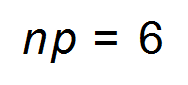 np = 6